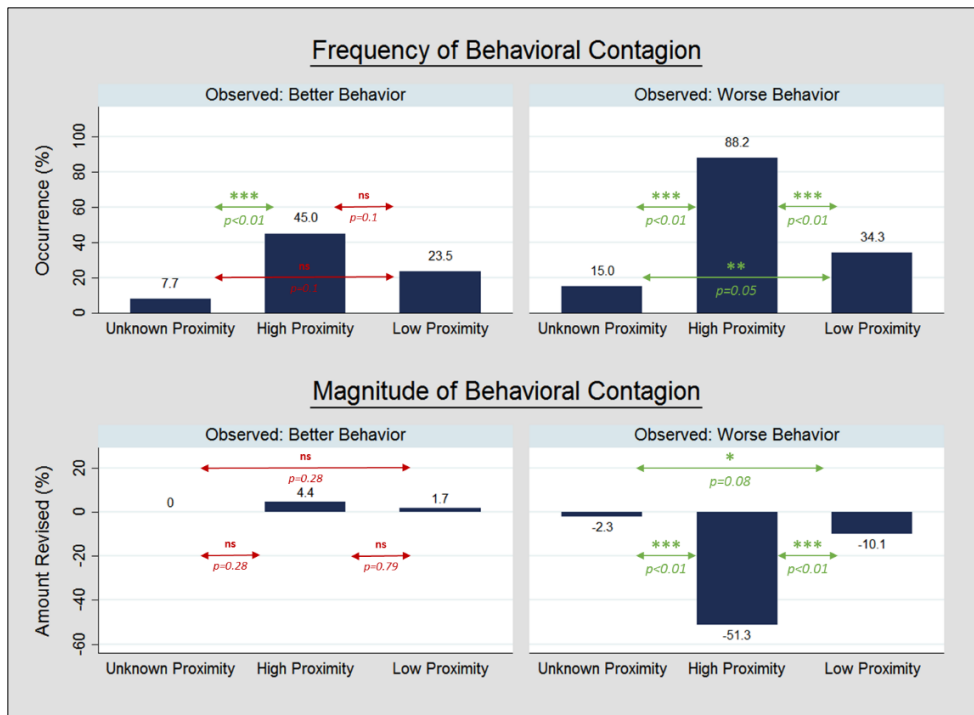 Frequency of Behavioral Contagion
Observed: Better Behavior
Observed: Worse Behavior
Occurrence (%)
100
80
60
40
20
0
7.7
45.0
23.5
***
p<0.01
ns
p=0.1
ns
Unknown Proximity
High Proximity
Low Proximity
15.0
88.2
34.3
***
p<0.01
***
p<0.01
**
p=0.05
Unknown Proximity
High Proximity
Low Proximity
Magnitude of Behavioral Contagion
Observed: Better Behavior
Observed: Worse Behavior
Amount Revised (%)
20
0
-20
-40
-60
ns
p=0.28
0
4.4
1.7
ns
p=0.28
ns
p=0.79
Unknown Proximity
High Proximity
Low Proximity
*
p=0.08
-2.3
-51.3
-10.1
***
p<0.01
***
p<0.01
Unknown Proximity
High Proximity
Low Proximity